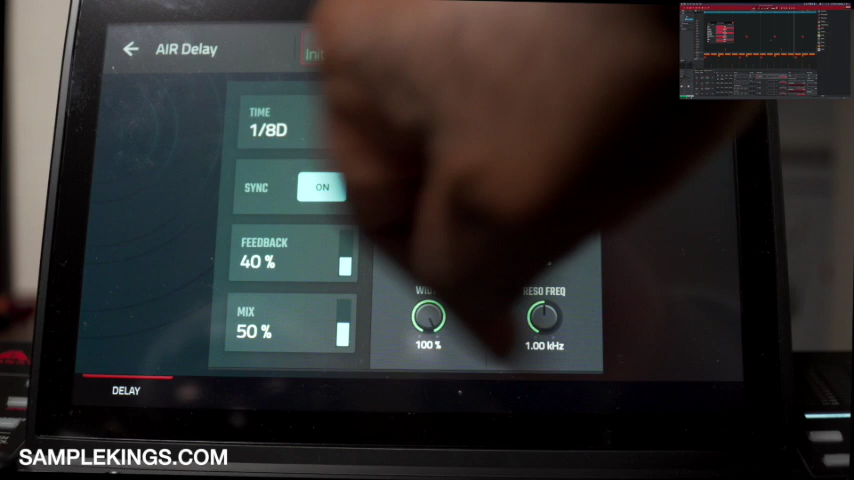 AIR Delay
Init
TIME
1/8D
SYNC
ON
FEEDBACK
40 %
MIX
50 %
100 %
RESO FREQ
1.00 kHz
DELAY
SAMPLEKINGS.COM